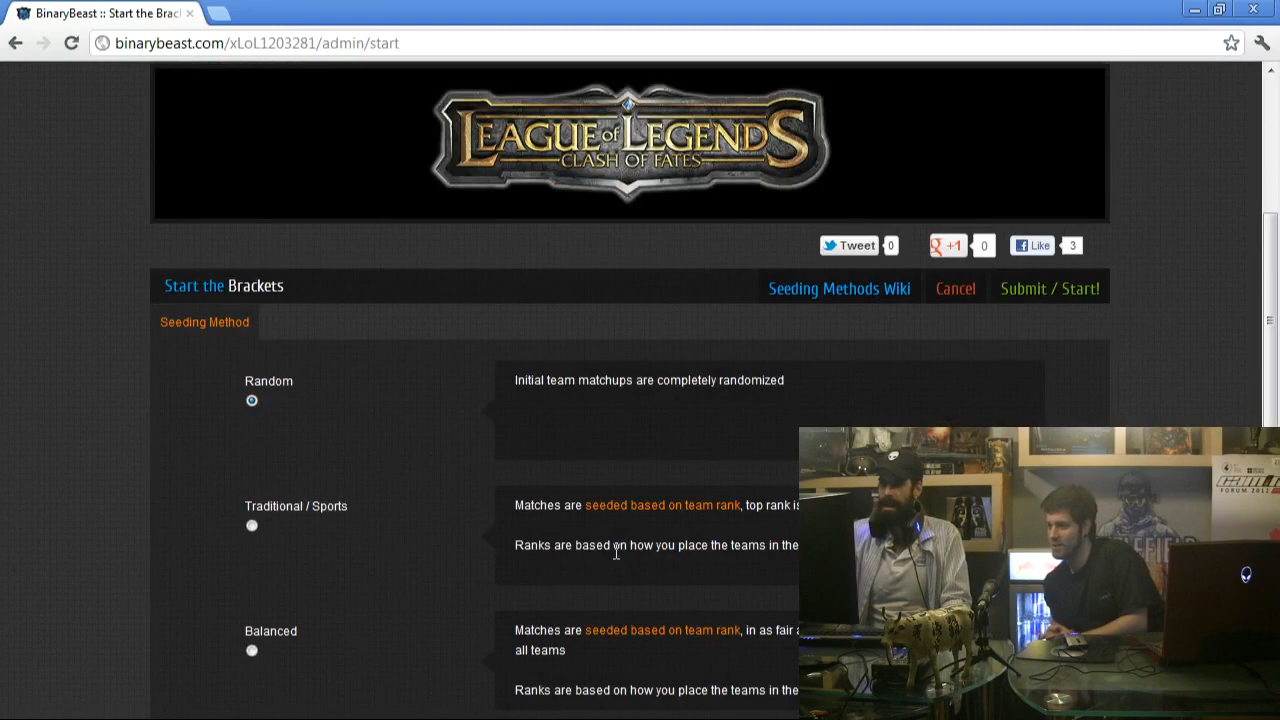 BinaryBeast :: Start the Brac
binarybeast.com/xLoL1203281/admin/start
LEAGUE of LEGENDS
CLASH OF FATES
Tweet 0
+1 0
Like 3
Start the Brackets
Seeding Methods Wiki
Cancel
Submit / Start!
Seeding Method
Random
Initial team matchups are completely randomized
Traditional / Sports
Matches are seeded based on team rank, top rank is
Ranks are based on how you place the teams in the
Balanced
Matches are seeded based on team rank, in as fair
all teams
Ranks are based on how you place the teams in the
FORUM